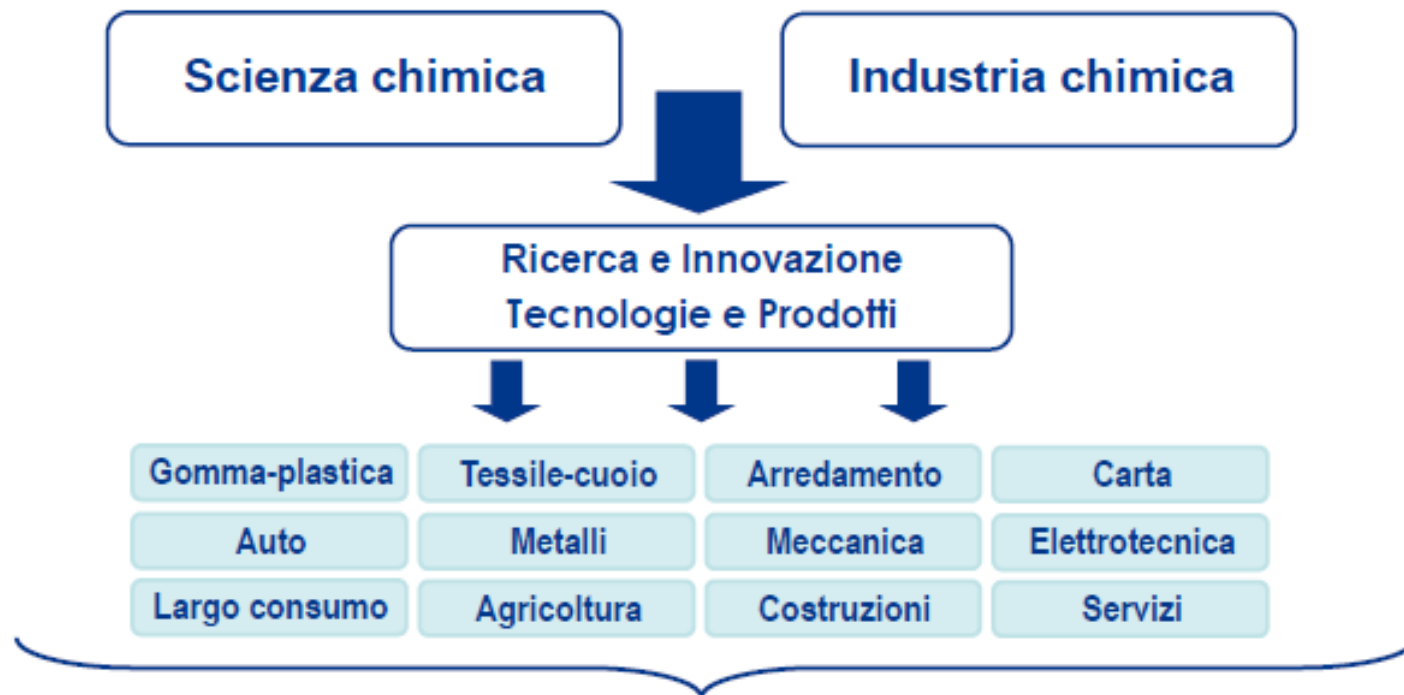 Scienza chimica
Industria chimica
Ricerca e Innovazione
Tecnologie e Prodotti
Gomma-plastica
Tessile-cuoio
Arredamento
Carta
Auto
Metalli
Meccanica
Elettrotecnica
Largo consumo
Agricoltura
Costruzioni
Servizi